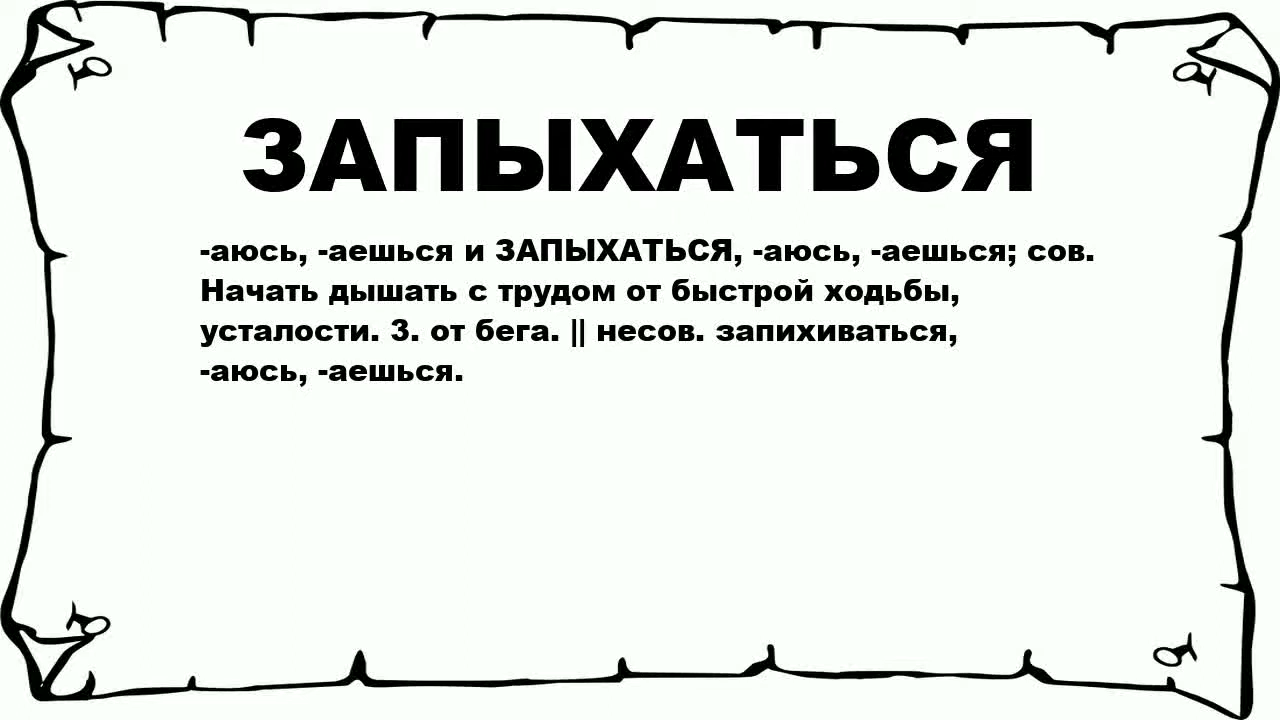 ЗАПЫХАТЬСЯ
-аюсь, -аешься и ЗАПЫХАТЬСЯ, -аюсь, -аешься; сов.
Начать дышать с трудом от быстрой ходьбы,
усталости. З. от бега. || несов. запихиваться,
-аюсь, -аешься.